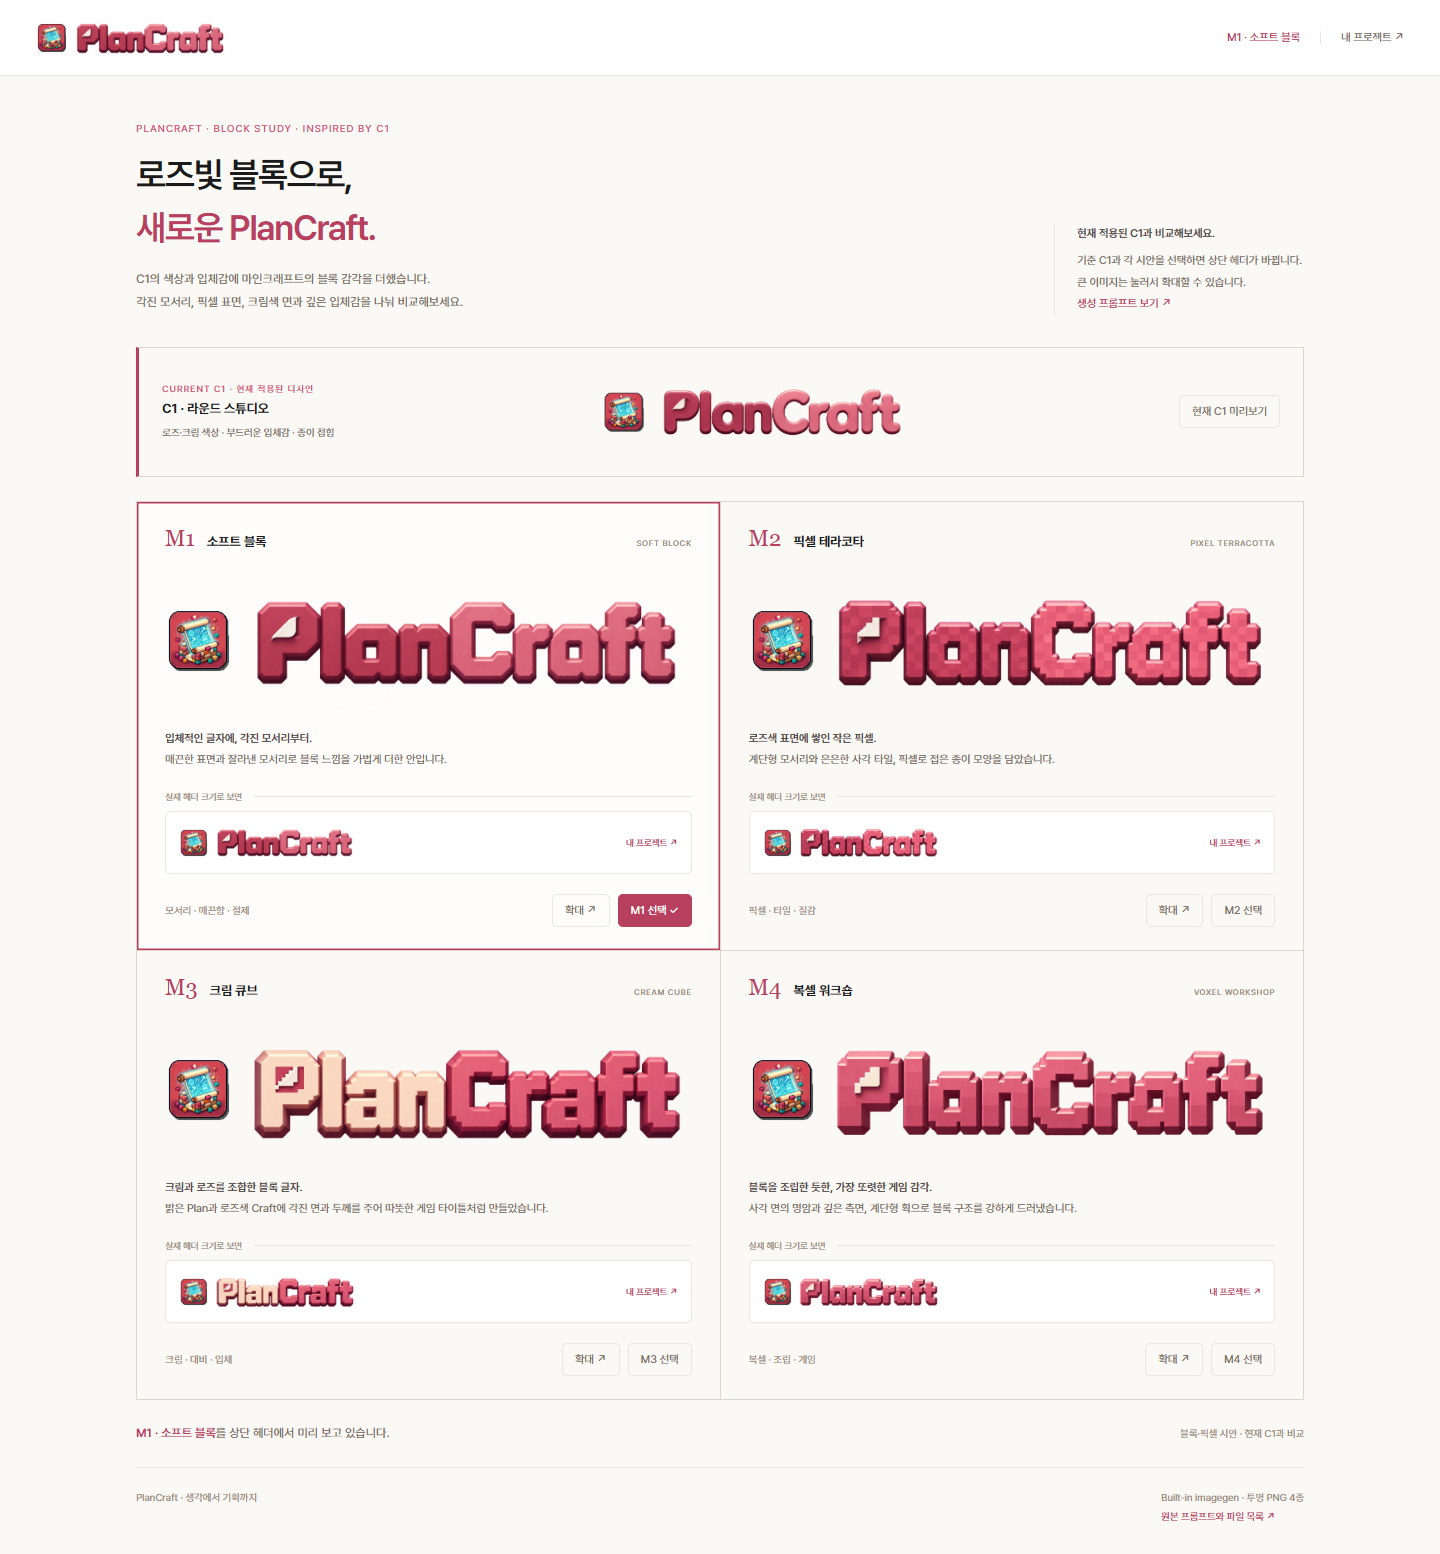 PlanCraft
M1 · 소프트 블록
내 프로젝트 ↗
PLANCRAFT · BLOCK STUDY · INSPIRED BY C1
로즈빛 블록으로,
새로운 PlanCraft.
C1의 색상과 입체감에 마인크래프트의 블록 감각을 더했습니다.
각진 모서리, 픽셀 표면, 크림색 면과 깊은 입체감을 나눠 비교해보세요.
현재 적용된 C1과 비교해보세요.
기준 C1과 각 시안을 선택하면 상단 헤더가 바뀝니다.
큰 이미지는 눌러서 확대할 수 있습니다.
생성 프롬프트 보기 ↗
CURRENT C1 · 현재 적용된 디자인
C1 · 라운드 스튜디오
로즈·크림 색상 · 부드러운 입체감 · 종이 접힘
PlanCraft
현재 C1 미리보기
M1 소프트 블록
SOFT BLOCK
PlanCraft
입체적인 글자에, 각진 모서리부터.
매끈한 표면과 잘라낸 모서리로 블록 느낌을 가볍게 더한 안입니다.
실제 헤더 크기로 보면
PlanCraft
내 프로젝트 ↗
모서리 · 매끈함 · 절제
확대 ↗
M1 선택 ✓
M2 픽셀 테라코타
PIXEL TERRACOTTA
PlanCraft
로즈색 표면에 쌓인 작은 픽셀.
계단형 모서리와 은은한 사각 타일, 픽셀로 접은 종이 모양을 담았습니다.
실제 헤더 크기로 보면
PlanCraft
내 프로젝트 ↗
픽셀 · 타일 · 질감
확대 ↗
M2 선택
M3 크림 큐브
CREAM CUBE
PlanCraft
크림과 로즈를 조합한 블록 글자.
밝은 Plan과 로즈색 Craft에 각진 면과 두께를 주어 따뜻한 게임 타이틀처럼 만들었습니다.
실제 헤더 크기로 보면
PlanCraft
내 프로젝트 ↗
크림 · 대비 · 입체
확대 ↗
M3 선택
M4 복셀 워크숍
VOXEL WORKSHOP
PlanCraft
블록을 조립한 듯한, 가장 또렷한 게임 감각.
사각 면의 명암과 깊은 측면, 계단형 획으로 블록 구조를 강하게 드러냈습니다.
실제 헤더 크기로 보면
PlanCraft
내 프로젝트 ↗
복셀 · 조립 · 게임
확대 ↗
M4 선택
M1 · 소프트 블록를 상단 헤더에서 미리 보고 있습니다.
블록·픽셀 시안 · 현재 C1과 비교
PlanCraft · 생각에서 기획까지
Built-in imagegen · 투명 PNG 4종
원본 프롬프트와 파일 목록 ↗